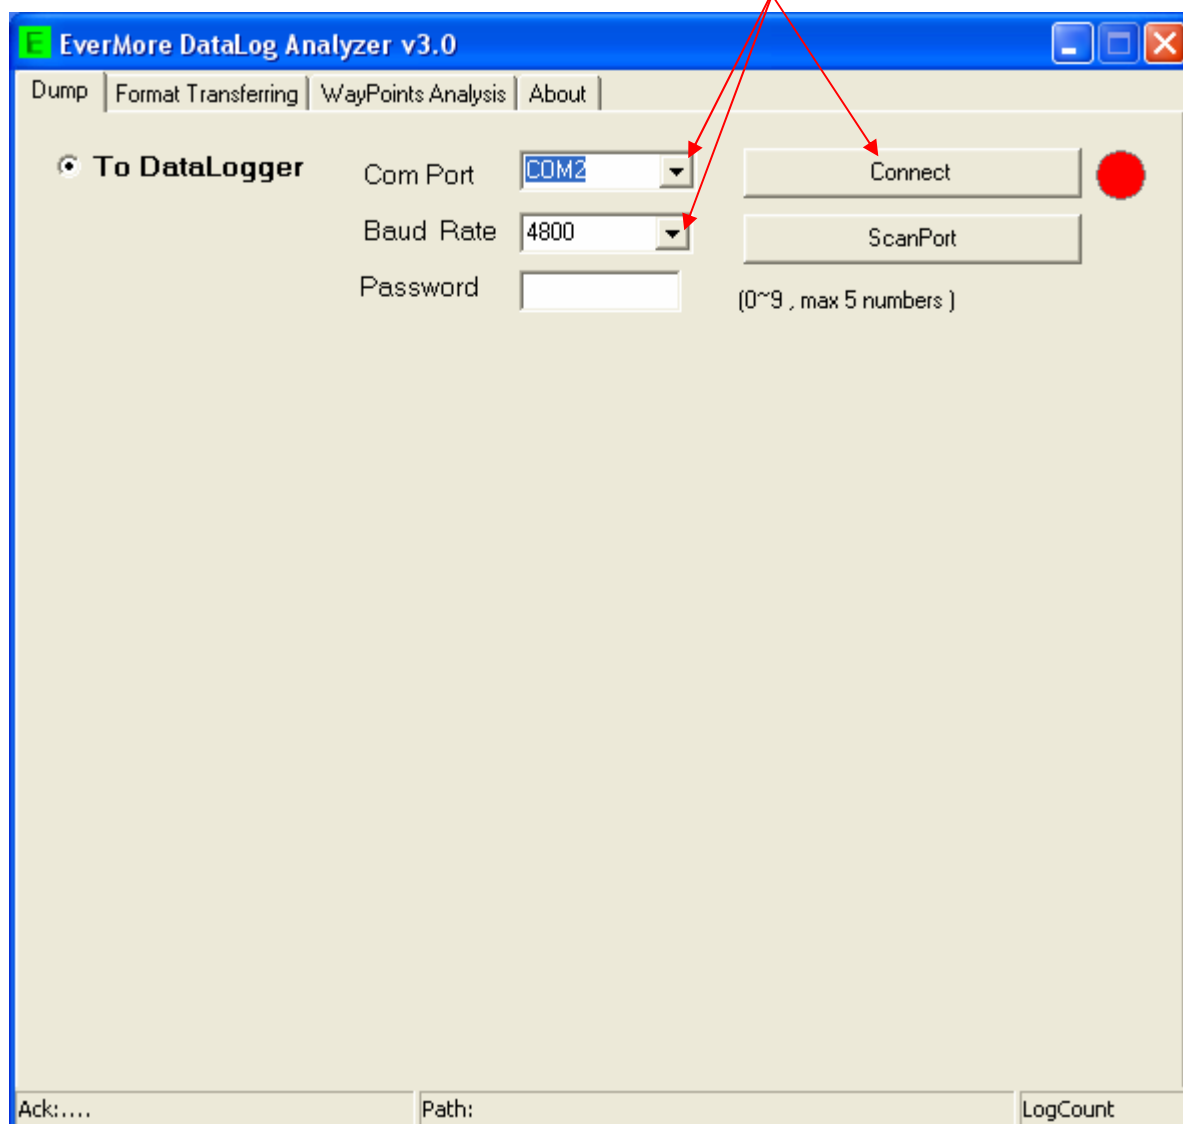 E EverMore DataLog Analyzer v3.0
Dump Format Transferring WayPoints Analysis About
To DataLogger Com Port COM2 Connect
Baud Rate 4800 ScanPort
Password (0~9 , max 5 numbers )
Ack:.... Path: LogCount